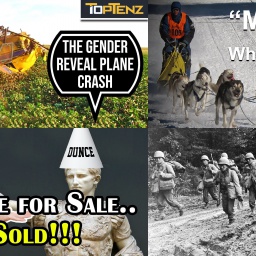 TopTenz
THE GENDER
REVEAL PLANE
CRASH
“M
Wh
DUNCE
e for Sale..
Sold!!!